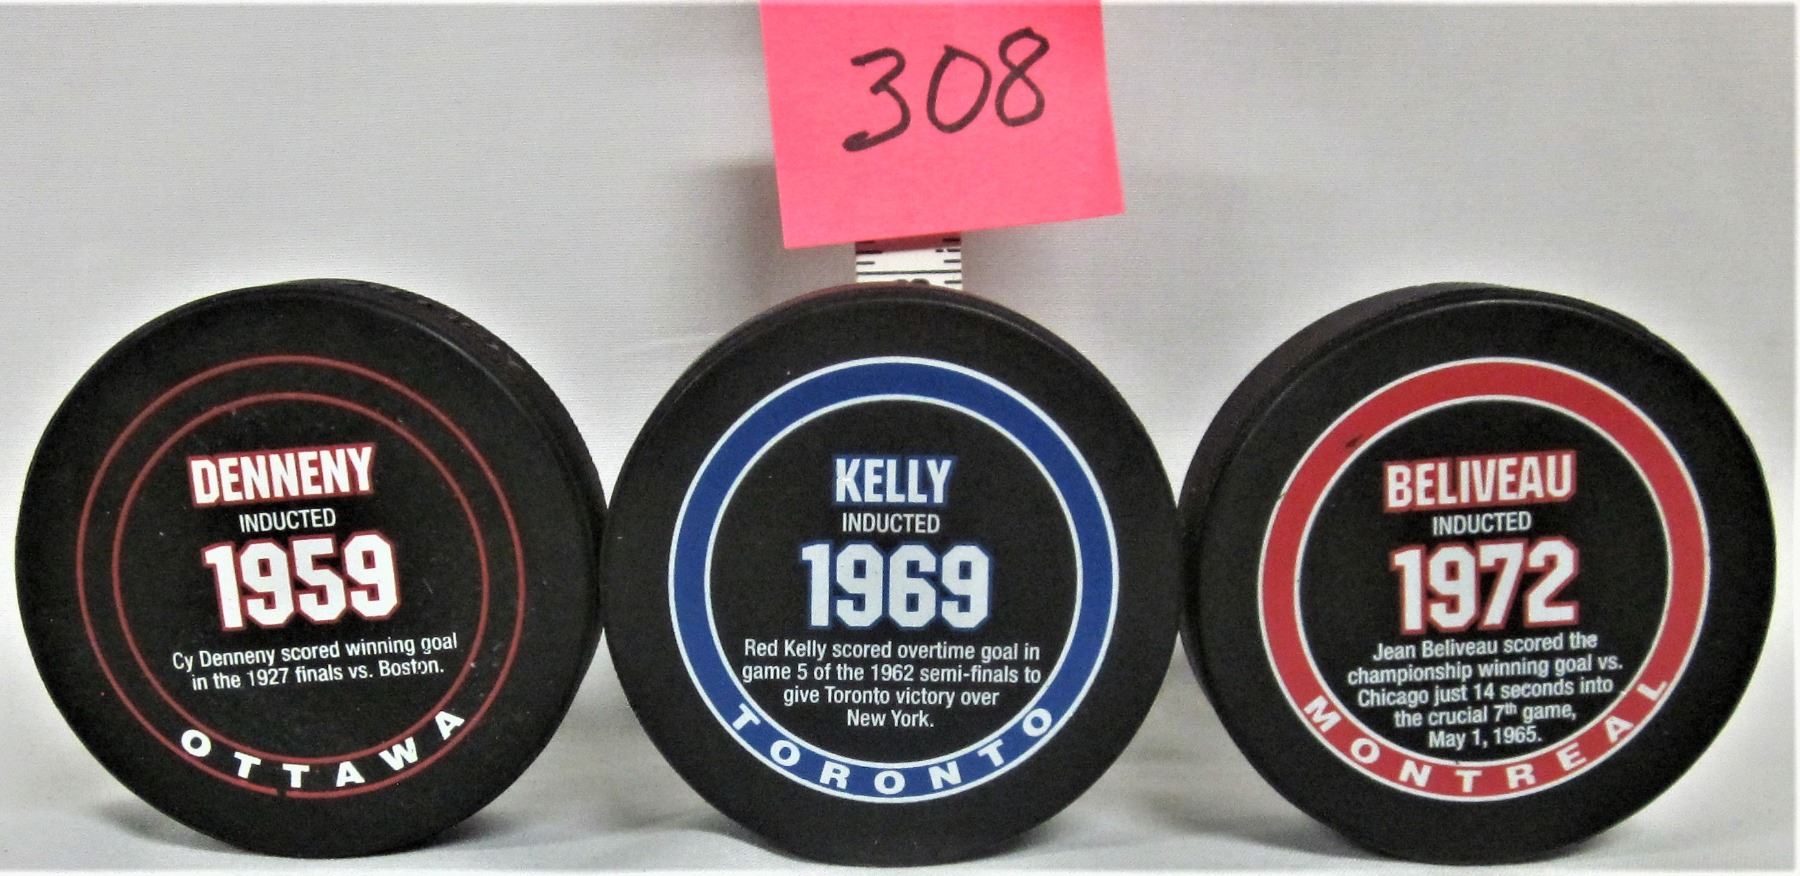 308
DENNENY
INDUCTED
1959
Cy Denneny scored winning goal
in the 1927 finals vs. Boston.
OTTAWA
KELLY
INDUCTED
1969
Red Kelly scored overtime goal in
game 5 of the 1962 semi-finals to
give Toronto victory over
New York.
TORONTO
BELIVEAU
INDUCTED
1972
Jean Beliveau scored the
championship winning goal vs.
Chicago just 14 seconds into
the crucial 7th game,
May 1, 1965.
MONTREAL